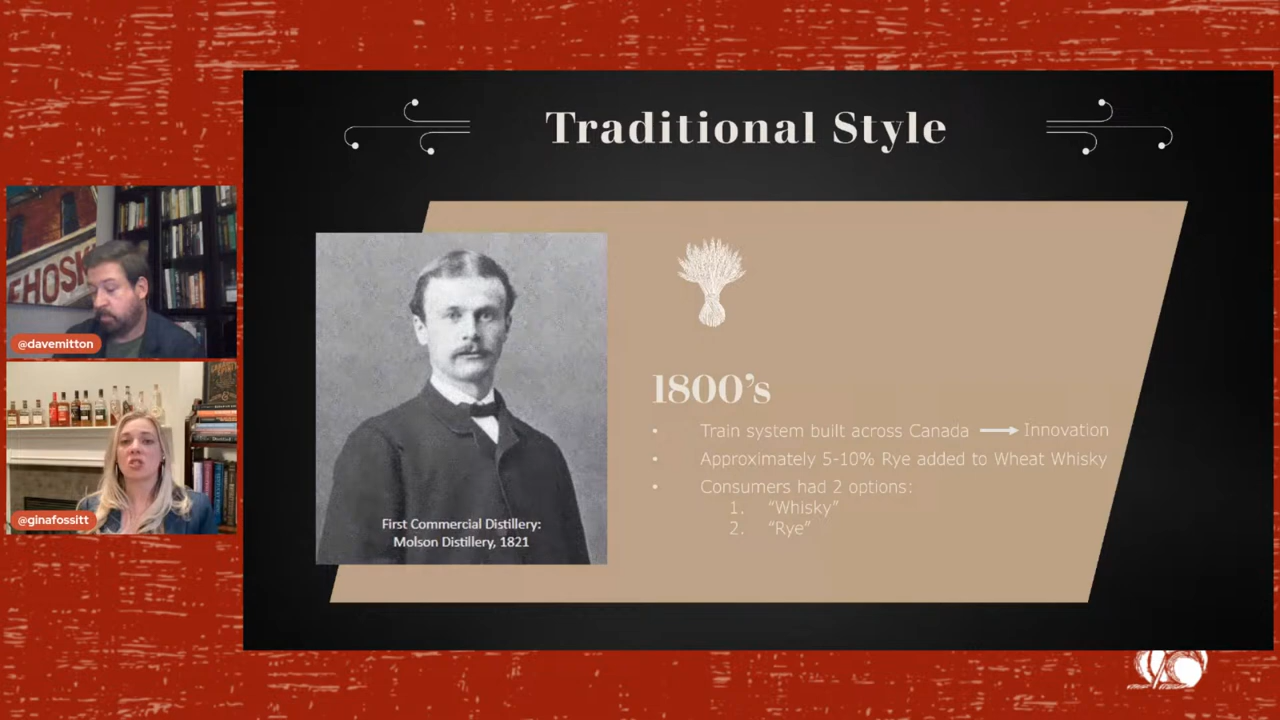 Traditional Style
EHOSK
@davemitton
@ginafossitt
First Commercial Distillery:
Molson Distillery, 1821
1800's
• Train system built across Canada → Innovation
• Approximately 5-10% Rye added to Wheat Whisky
• Consumers had 2 options:
1. “Whisky”
2. “Rye”